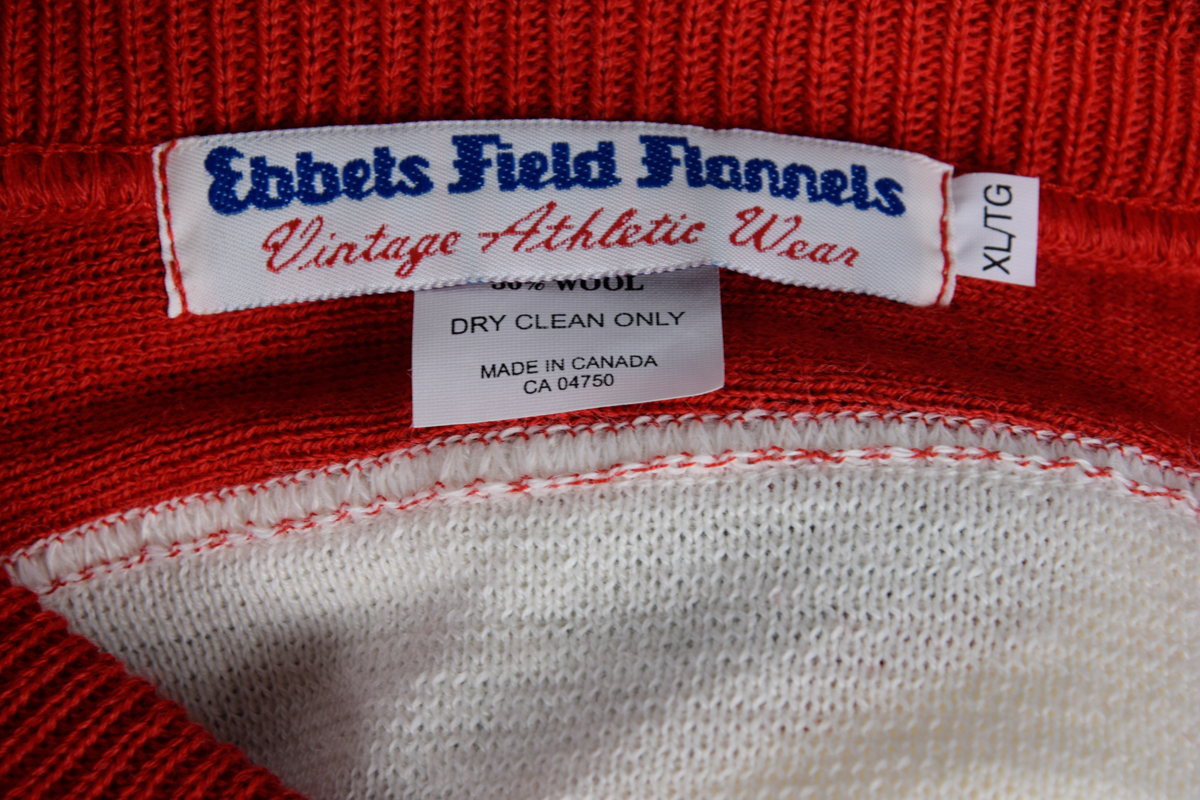 Ebbets Field Flannels
Vintage Athletic Wear
XL/TG
WOOL
DRY CLEAN ONLY
MADE IN CANADA
CA 04750